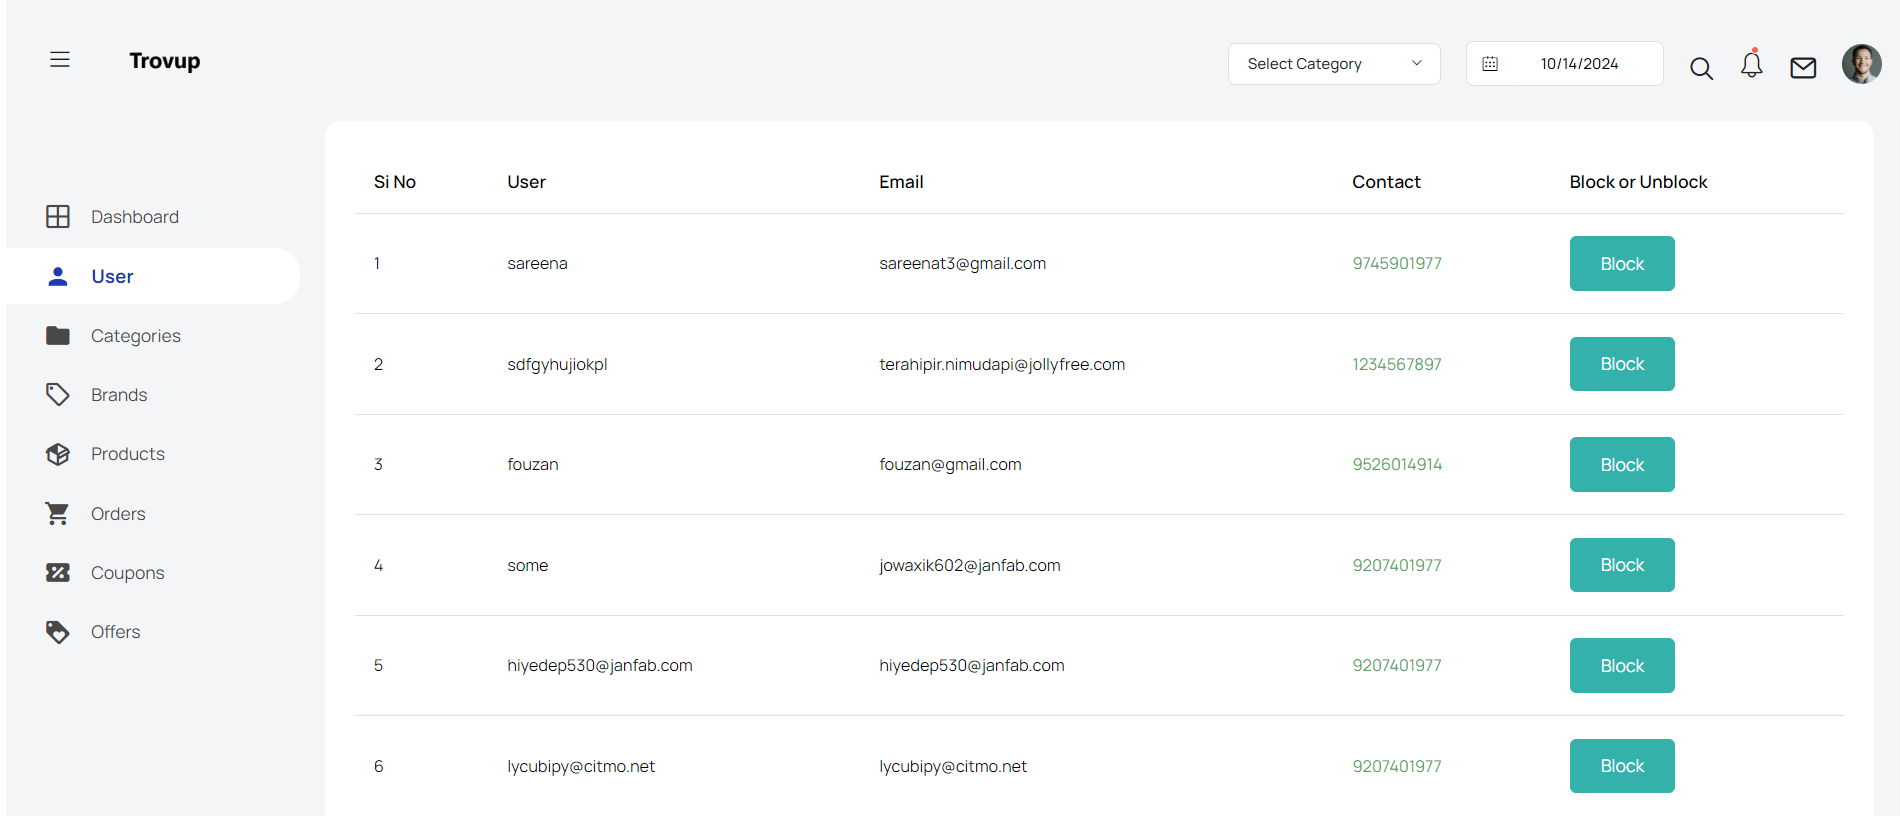 Trovup
Select Category
10/14/2024
Dashboard
User
Categories
Brands
Products
Orders
Coupons
Offers
Si No User Email Contact Block or Unblock
1 sareena sareenat3@gmail.com 9745901977 Block
2 sdfgyhujiokpl terahipir.nimudapi@jollyfree.com 1234567897 Block
3 fouzan fouzan@gmail.com 9526014914 Block
4 some jowaxik602@janfab.com 9207401977 Block
5 hiyedep530@janfab.com hiyedep530@janfab.com 9207401977 Block
6 lycubipy@citmo.net lycubipy@citmo.net 9207401977 Block